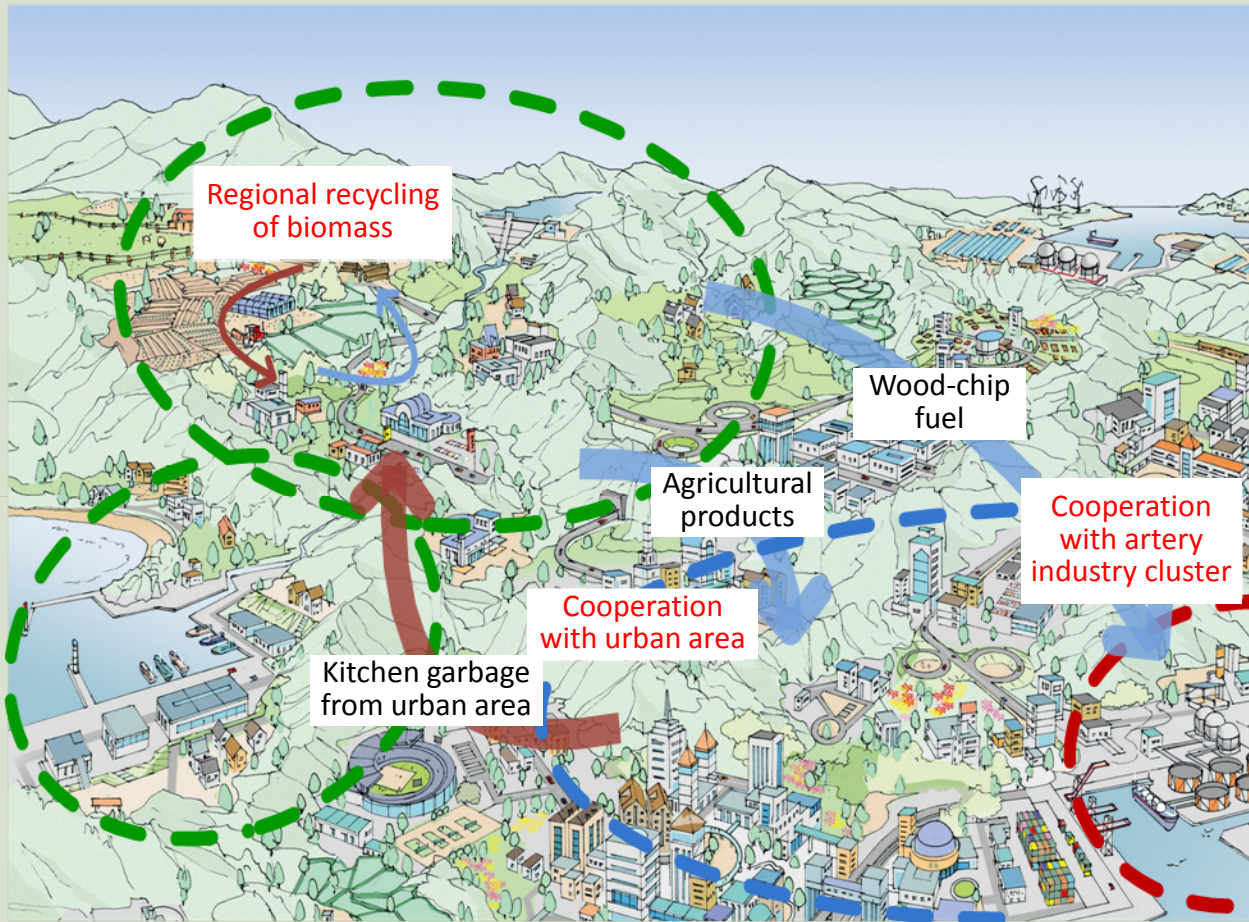 Regional recycling
of biomass
Wood-chip
fuel
Agricultural
products
Cooperation
with artery
industry cluster
Cooperation
with urban area
Kitchen garbage
from urban area